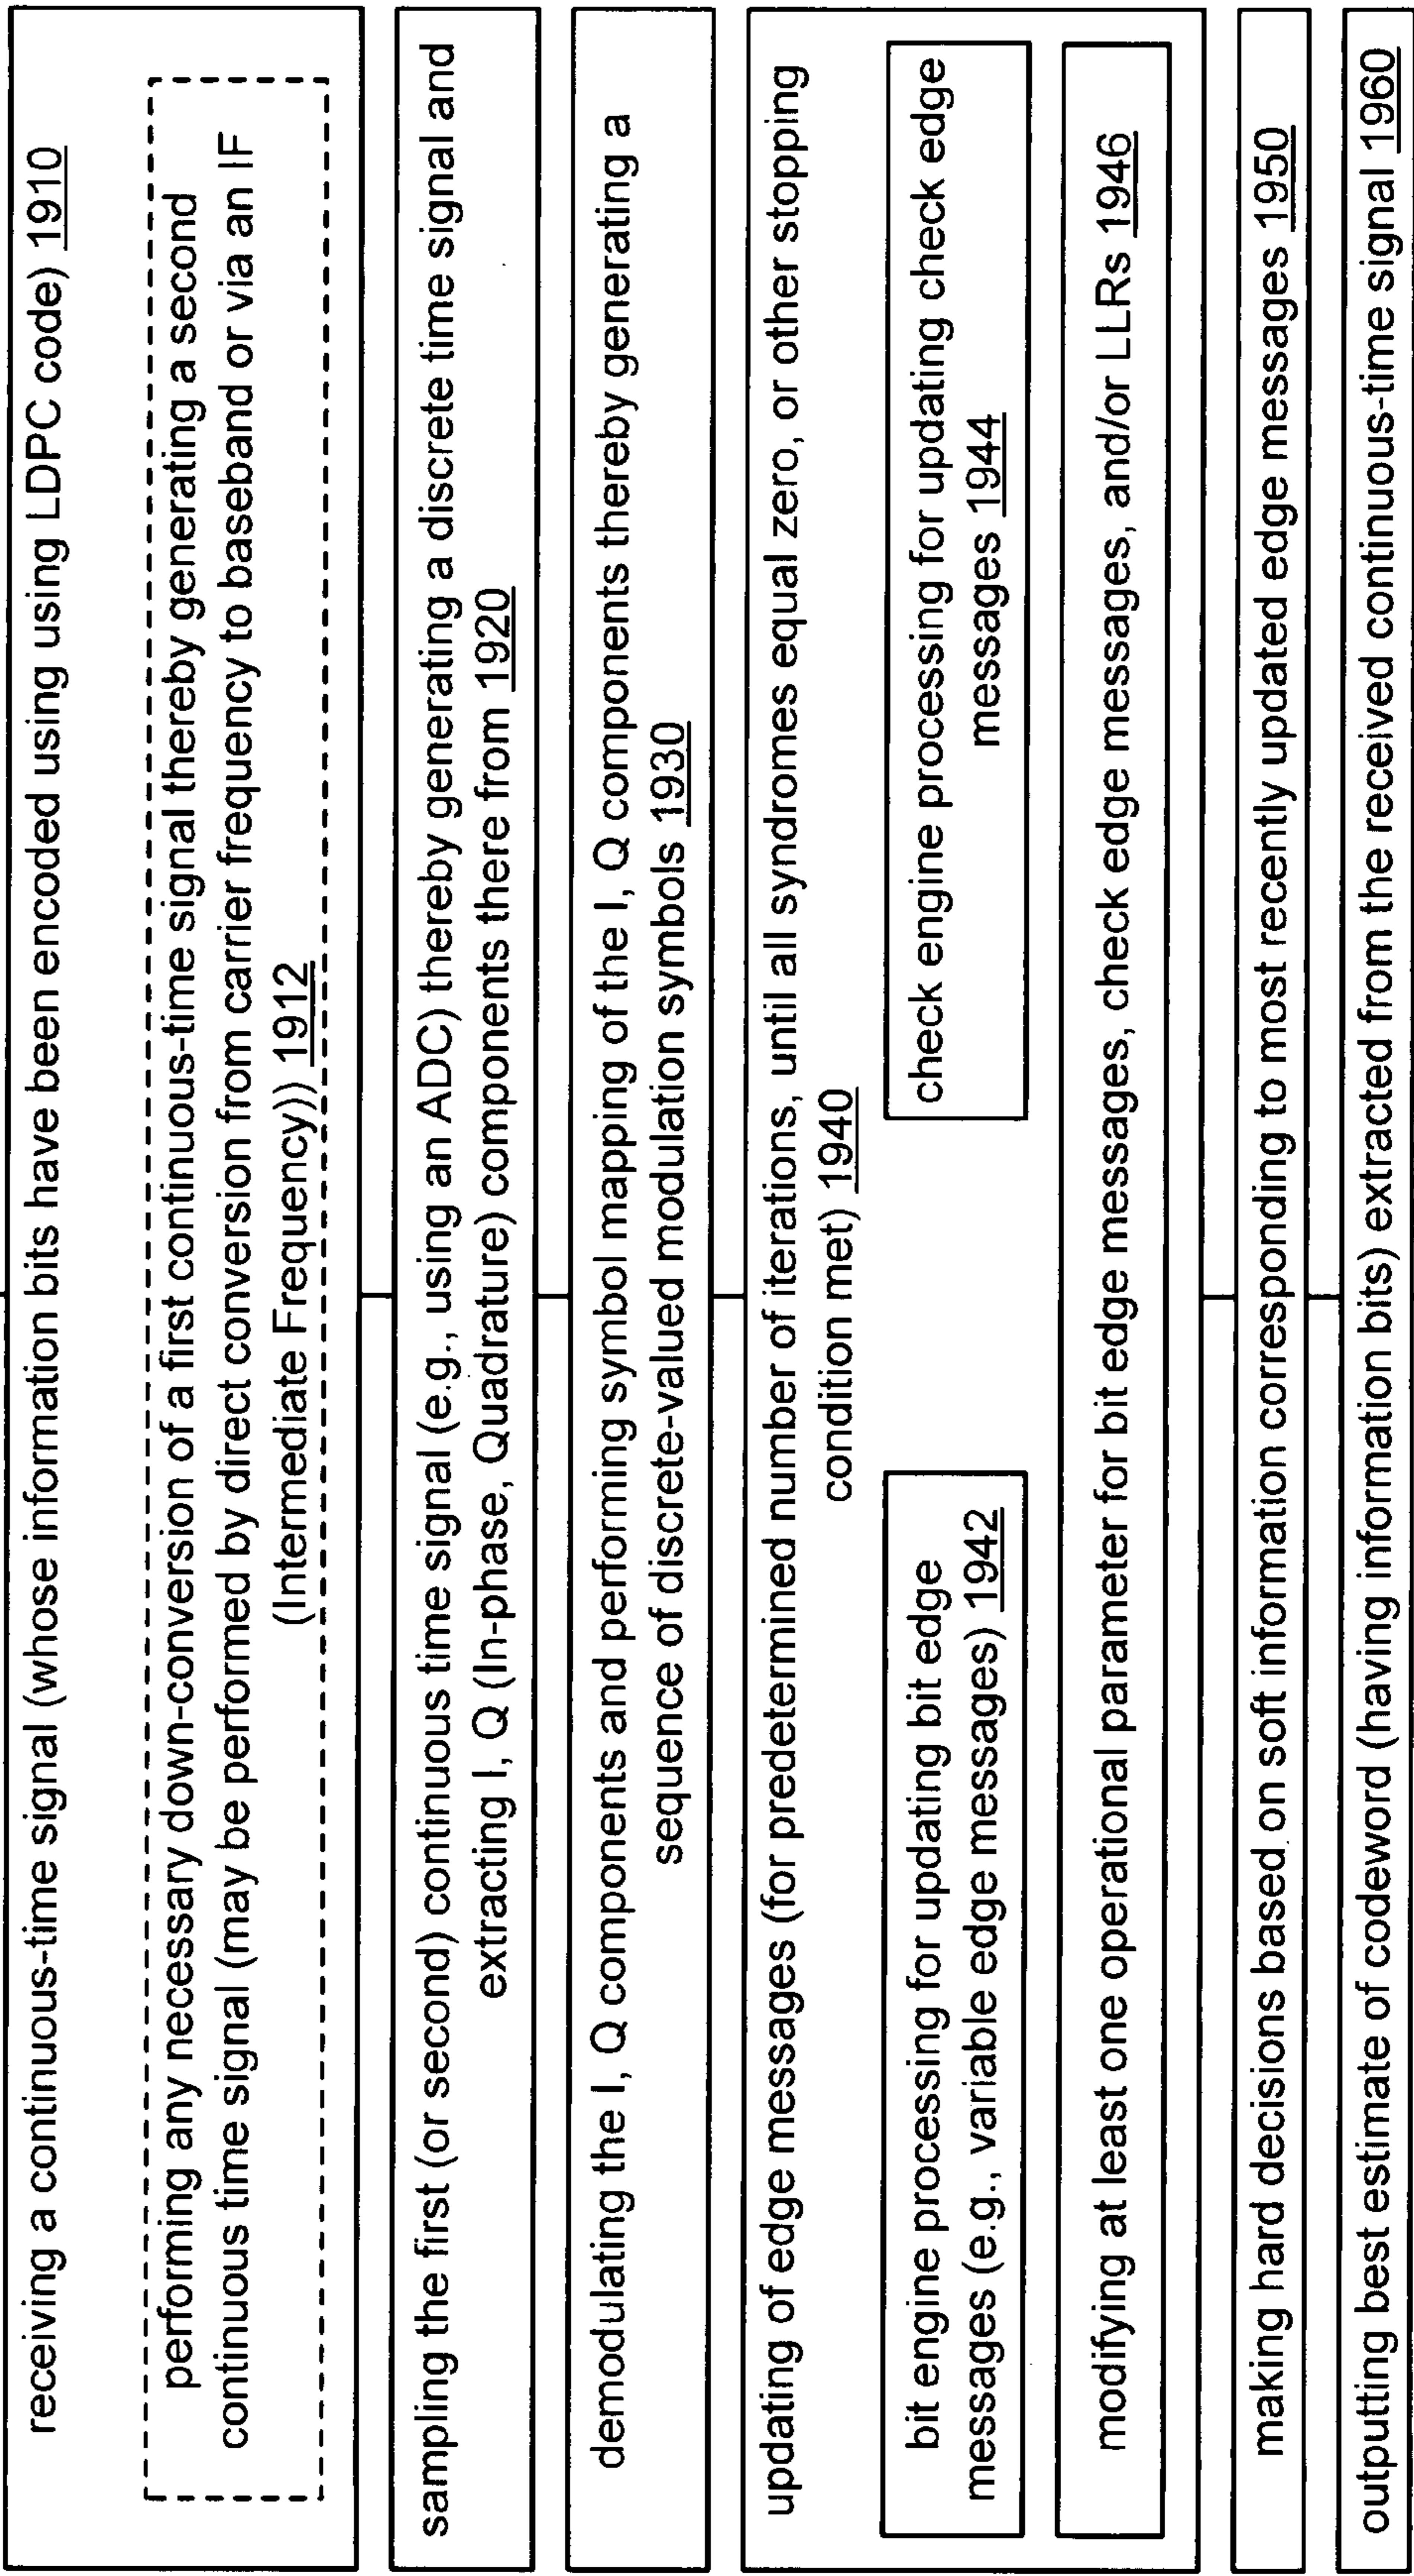 receiving a continuous-time signal (whose information bits have been encoded using using LDPC code) 1910
performing any necessary down-conversion of a first continuous-time signal thereby generating a second
continuous time signal (may be performed by direct conversion from carrier frequency to baseband or via an IF
(Intermediate Frequency)) 1912
sampling the first (or second) continuous time signal (e.g., using an ADC) thereby generating a discrete time signal and
extracting I, Q (In-phase, Quadrature) components there from 1920
demodulating the I, Q components and performing symbol mapping of the I, Q components thereby generating a
sequence of discrete-valued modulation symbols 1930
updating of edge messages (for predetermined number of iterations, until all syndromes equal zero, or other stopping
condition met) 1940
bit engine processing for updating bit edge
messages (e.g., variable edge messages) 1942
check engine processing for updating check edge
messages 1944
modifying at least one operational parameter for bit edge messages, check edge messages, and/or LLRs 1946
making hard decisions based on soft information corresponding to most recently updated edge messages 1950
outputting best estimate of codeword (having information bits) extracted from the received continuous-time signal 1960